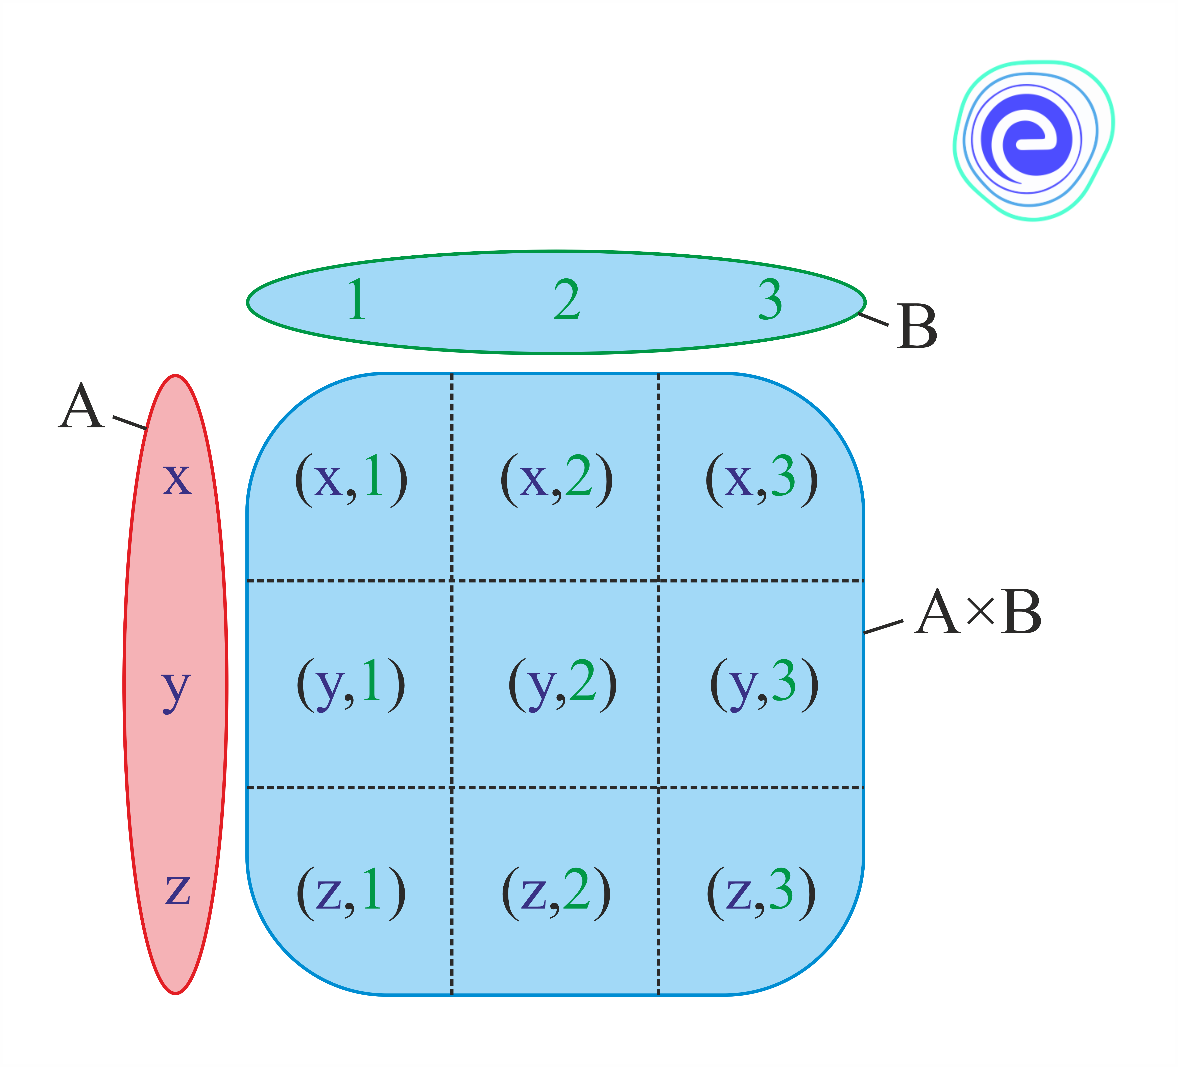 1 2 3
B
A
x
(x,1) (x,2) (x,3)
A×B
y
(y,1) (y,2) (y,3)
z
(z,1) (z,2) (z,3)